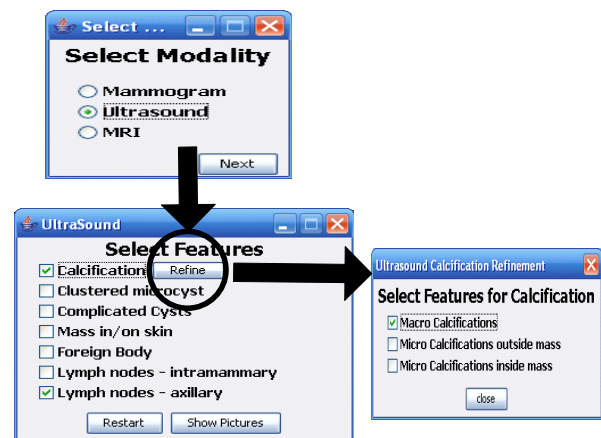 Select ...
Select Modality
Mammogram
Ultrasound
MRI
Next
UltraSound
Select Features
Calcification Refine
Clustered microcyst
Complicated Cysts
Mass in/on skin
Foreign Body
Lymph nodes - intramammary
Lymph nodes - axillary
Restart Show Pictures
Ultrasound Calcification Refinement
Select Features for Calcification
Macro Calcifications
Micro Calcifications outside mass
Micro Calcifications inside mass
close